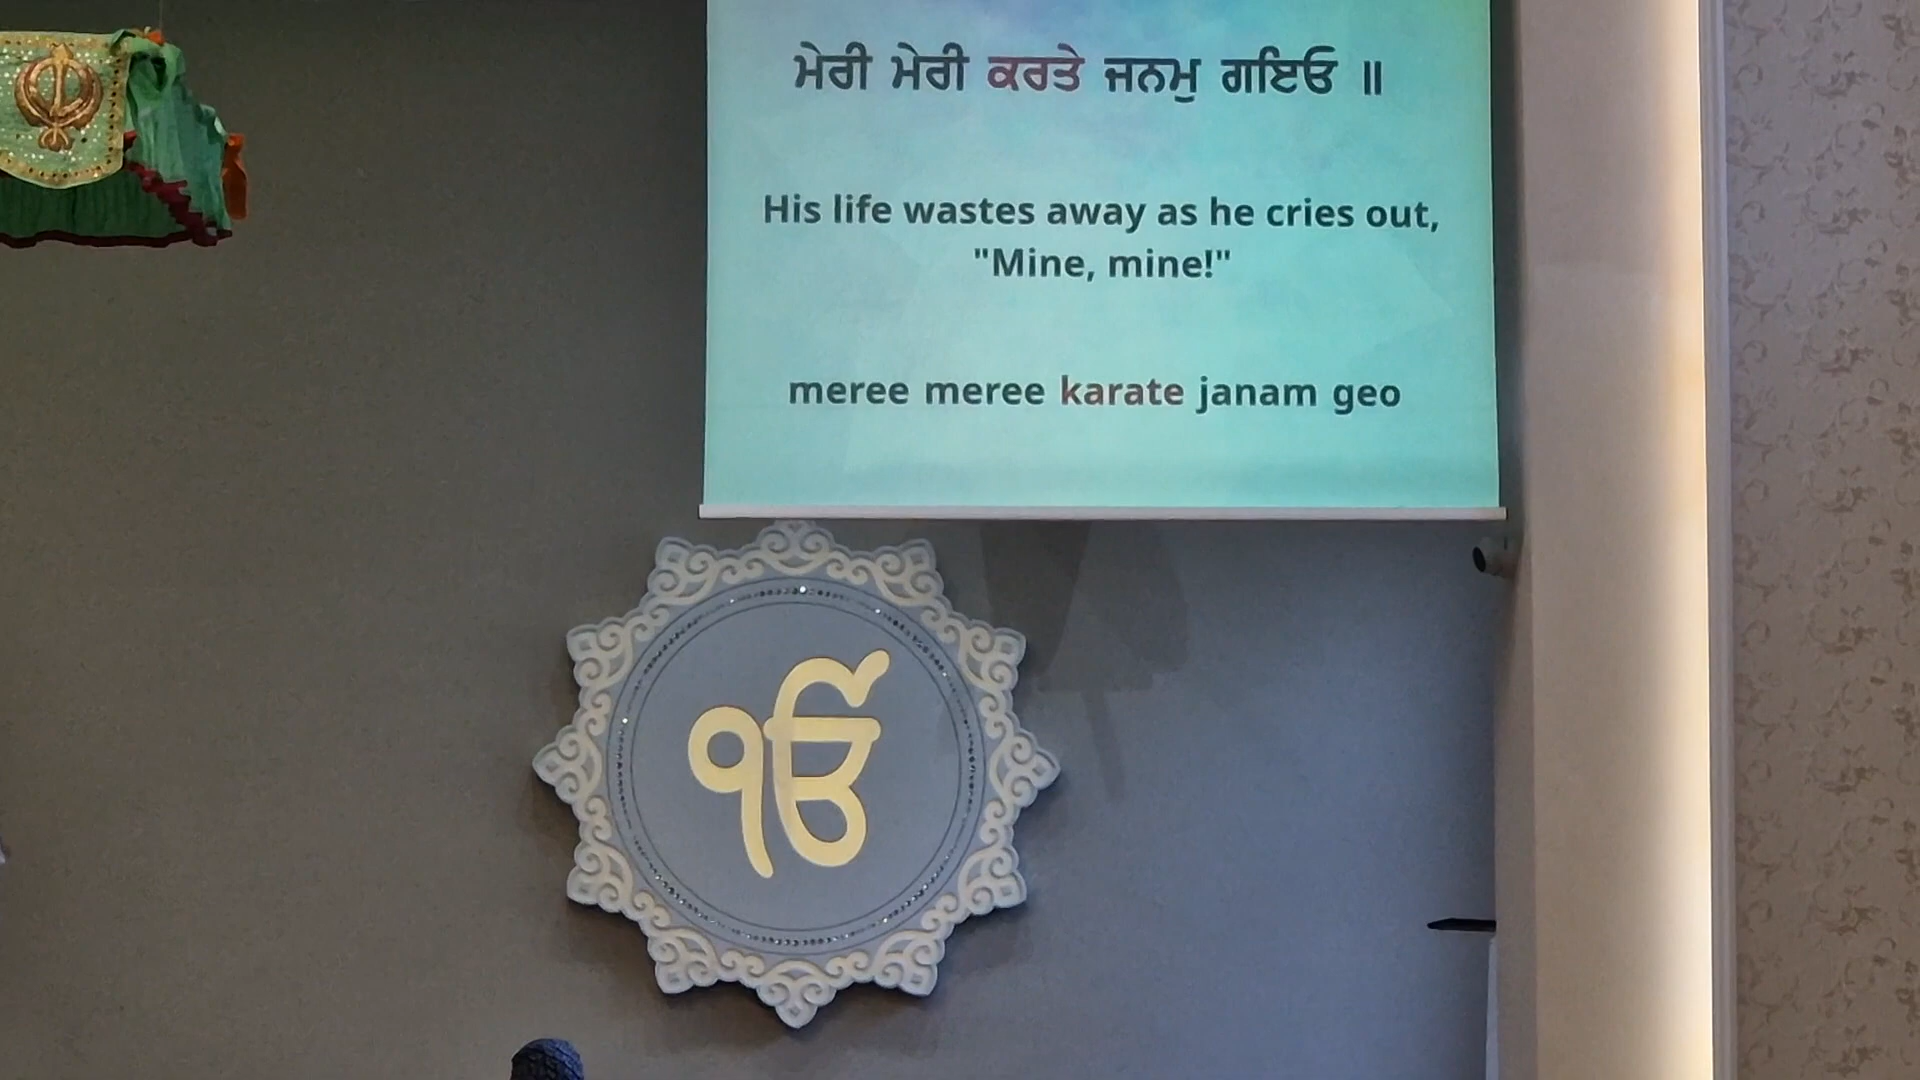 ਮੇਰੀ ਮੇਰੀ ਕਰਤੇ ਜਨਮੁ ਗਇਓ ॥
His life wastes away as he cries out,
"Mine, mine!"
meree meree karate janam geo
ੴ